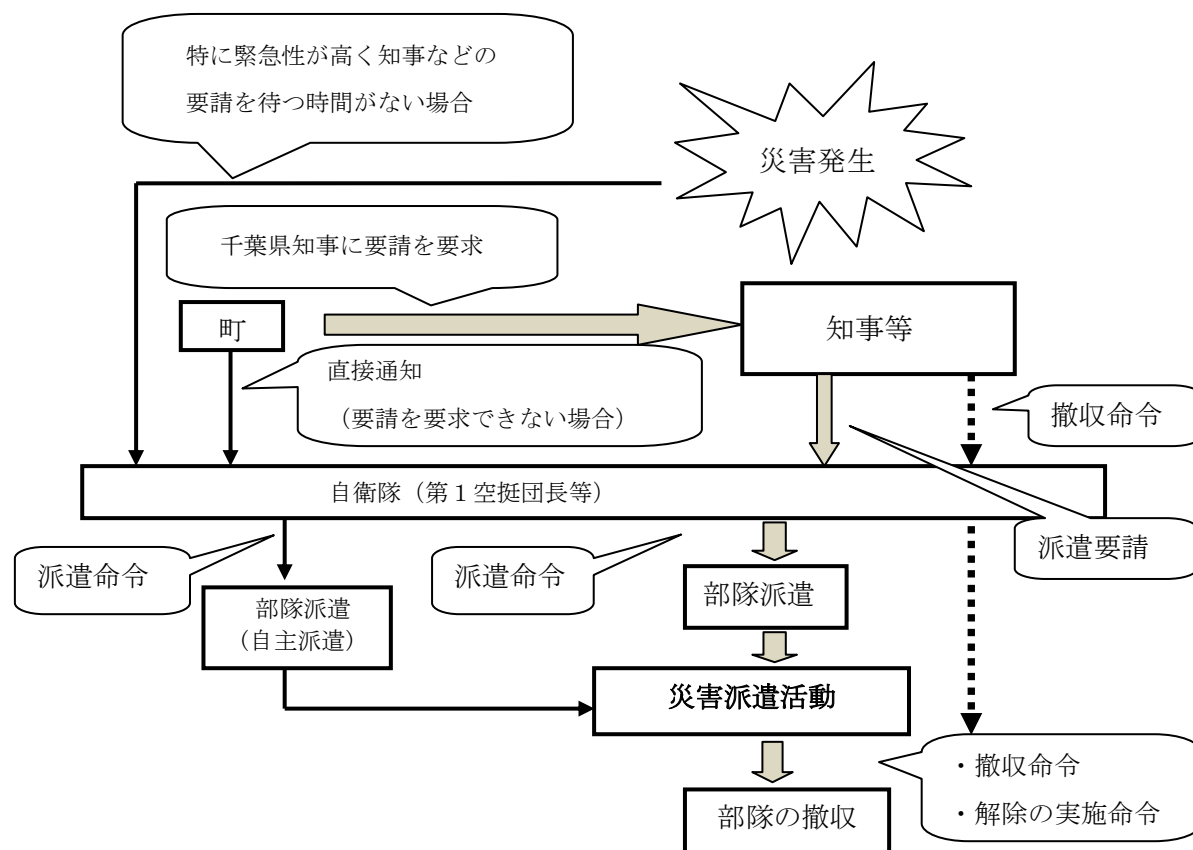 特に緊急性が高く知事などの
要請を待つ時間がない場合
災害発生
千葉県知事に要請を要求
町
知事等
直接通知
（要請を要求できない場合）
撤収命令
自衛隊（第１空挺団長等）
派遣要請
派遣命令
派遣命令
部隊派遣
（自主派遣）
部隊派遣
災害派遣活動
・撤収命令
・解除の実施命令
部隊の撤収